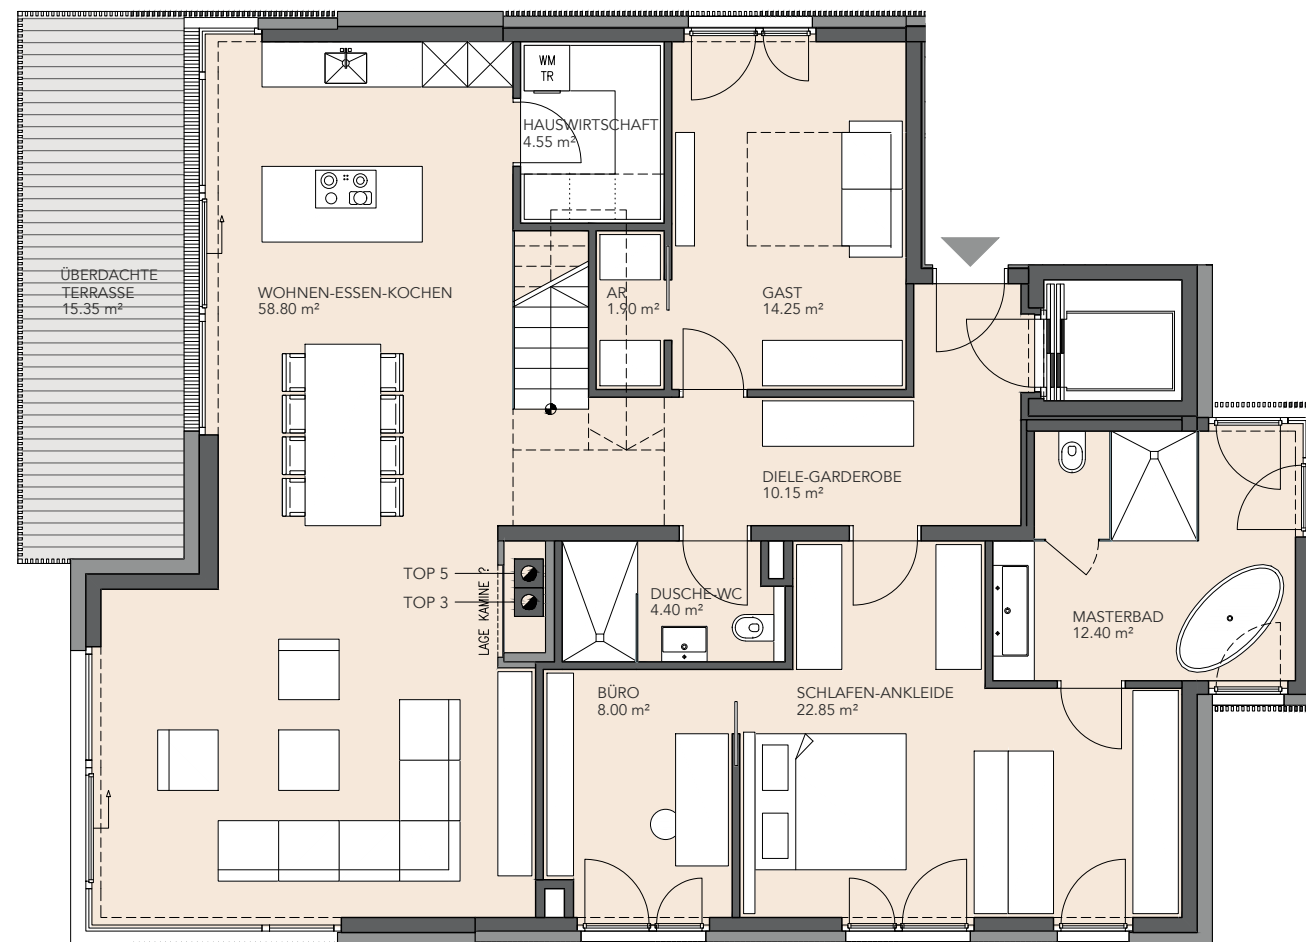 WM
TR
HAUSWIRTSCHAFT
4.55 m²
ÜBERDACHTE
TERRASSE
15.35 m²
WOHNEN-ESSEN-KOCHEN
58.80 m²
AR
1.90 m²
GAST
14.25 m²
DIELE-GARDEROBE
10.15 m²
TOP 5
TOP 3
LAGE KAMINE ?
DUSCHE-WC
4.40 m²
MASTERBAD
12.40 m²
BÜRO
8.00 m²
SCHLAFEN-ANKLEIDE
22.85 m²